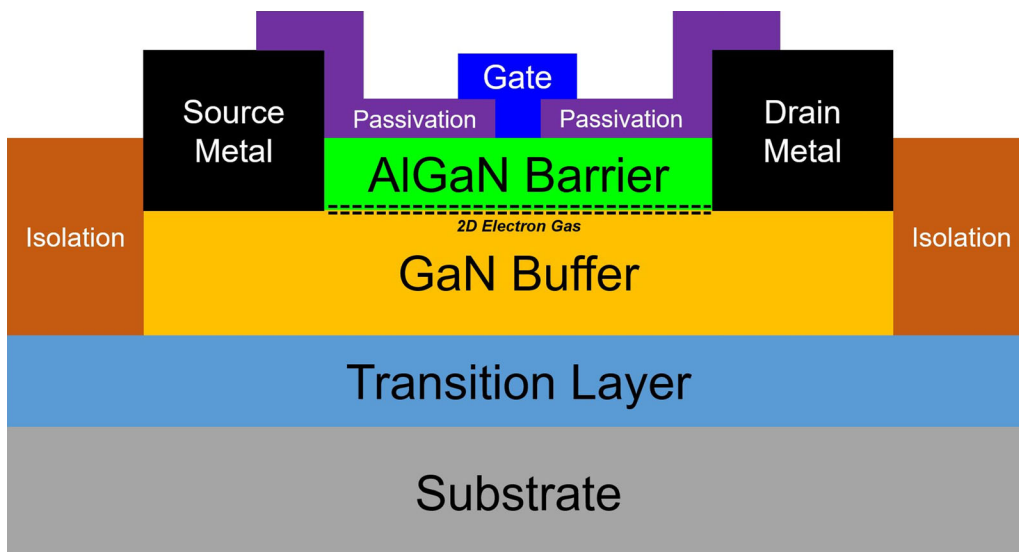 Gate
Source
Metal
Passivation
Passivation
Drain
Metal
AlGaN Barrier
2D Electron Gas
Isolation
Isolation
GaN Buffer
Transition Layer
Substrate